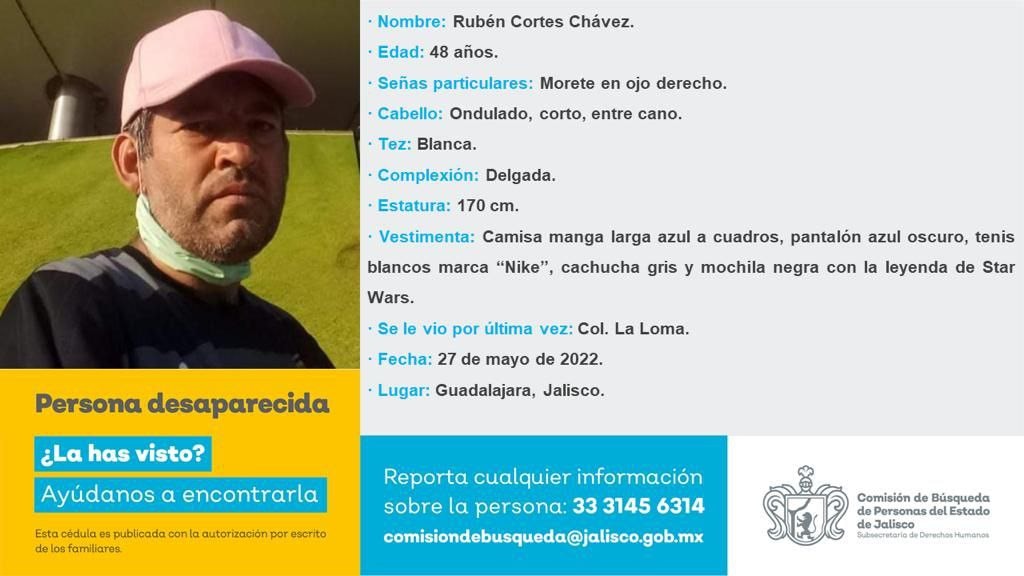 · Nombre: Rubén Cortes Chávez.
· Edad: 48 años.
· Señas particulares: Morete en ojo derecho.
· Cabello: Ondulado, corto, entre cano.
· Tez: Blanca.
· Complexión: Delgada.
· Estatura: 170 cm.
· Vestimenta: Camisa manga larga azul a cuadros, pantalón azul oscuro, tenis
blancos marca “Nike”, cachucha gris y mochila negra con la leyenda de Star
Wars.
· Se le vio por última vez: Col. La Loma.
· Fecha: 27 de mayo de 2022.
· Lugar: Guadalajara, Jalisco.
Persona desaparecida
¿La has visto?
Ayúdanos a encontrarla
Esta cédula es publicada con la autorización por escrito
de los familiares.
Reporta cualquier información
sobre la persona: 33 3145 6314
comisiondebusqueda@jalisco.gob.mx
Comisión de Búsqueda
de Personas del Estado
de Jalisco
Subsecretaría de Derechos Humanos